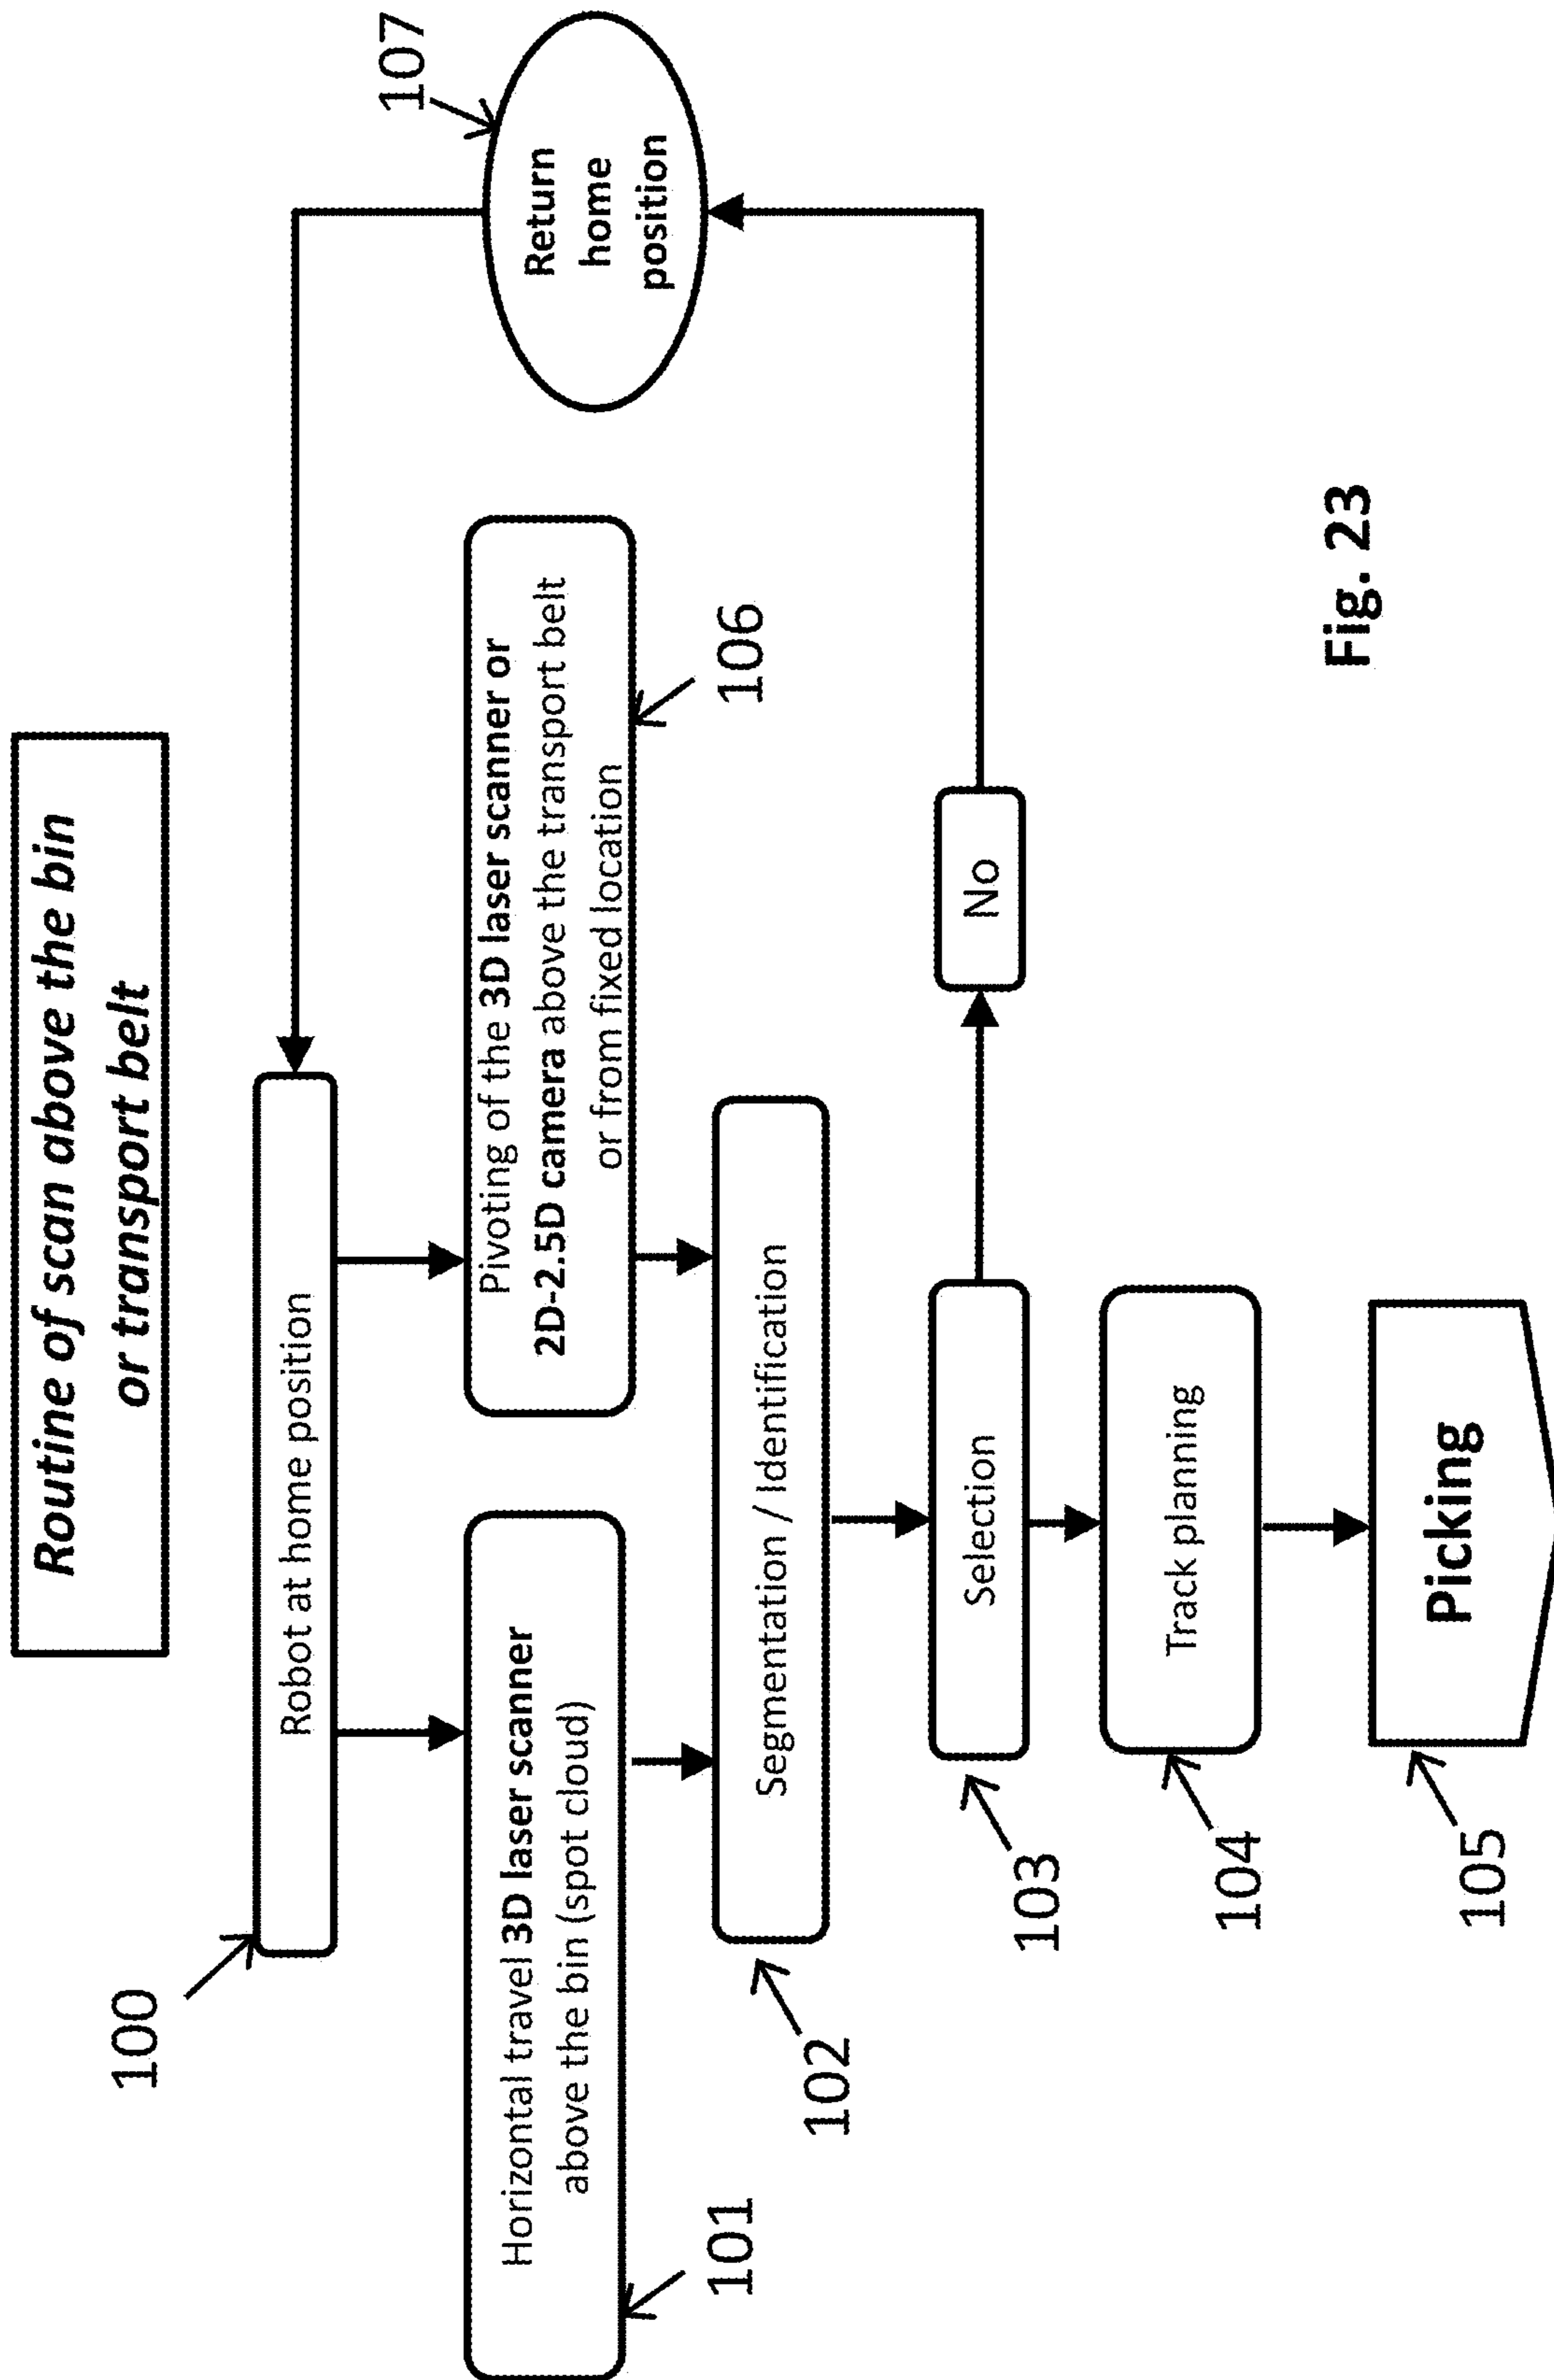 Routine of scan above the bin
or transport belt
100
Robot at home position
107
Return
home
position
Horizontal travel 3D laser scanner
above the bin (spot cloud)
101
Pivoting of the 3D laser scanner or
2D-2.5D camera above the transport belt
or from fixed location
106
Segmentation / Identification
102
Selection
103
No
Track planning
104
Picking
105
Fig. 23